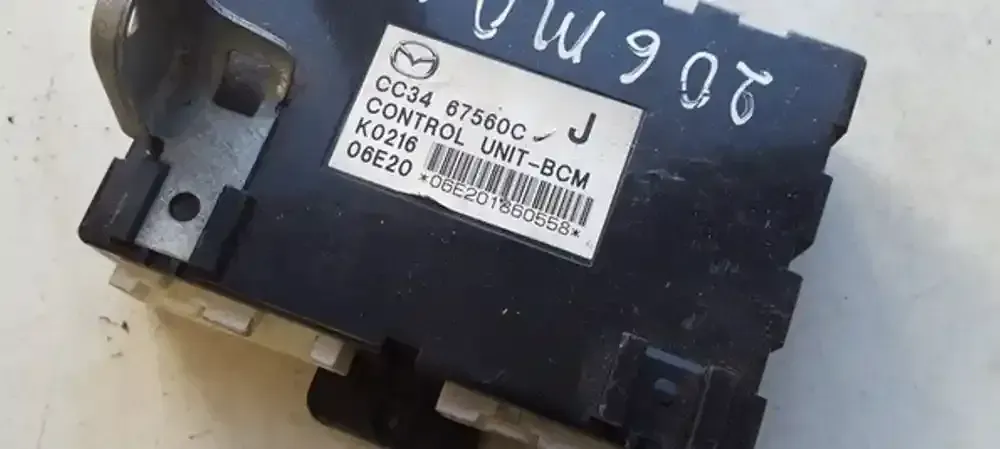 206M0
CC34 67560C J
CONTROL UNIT-BCM
K0216
06E20 *06E201860558*